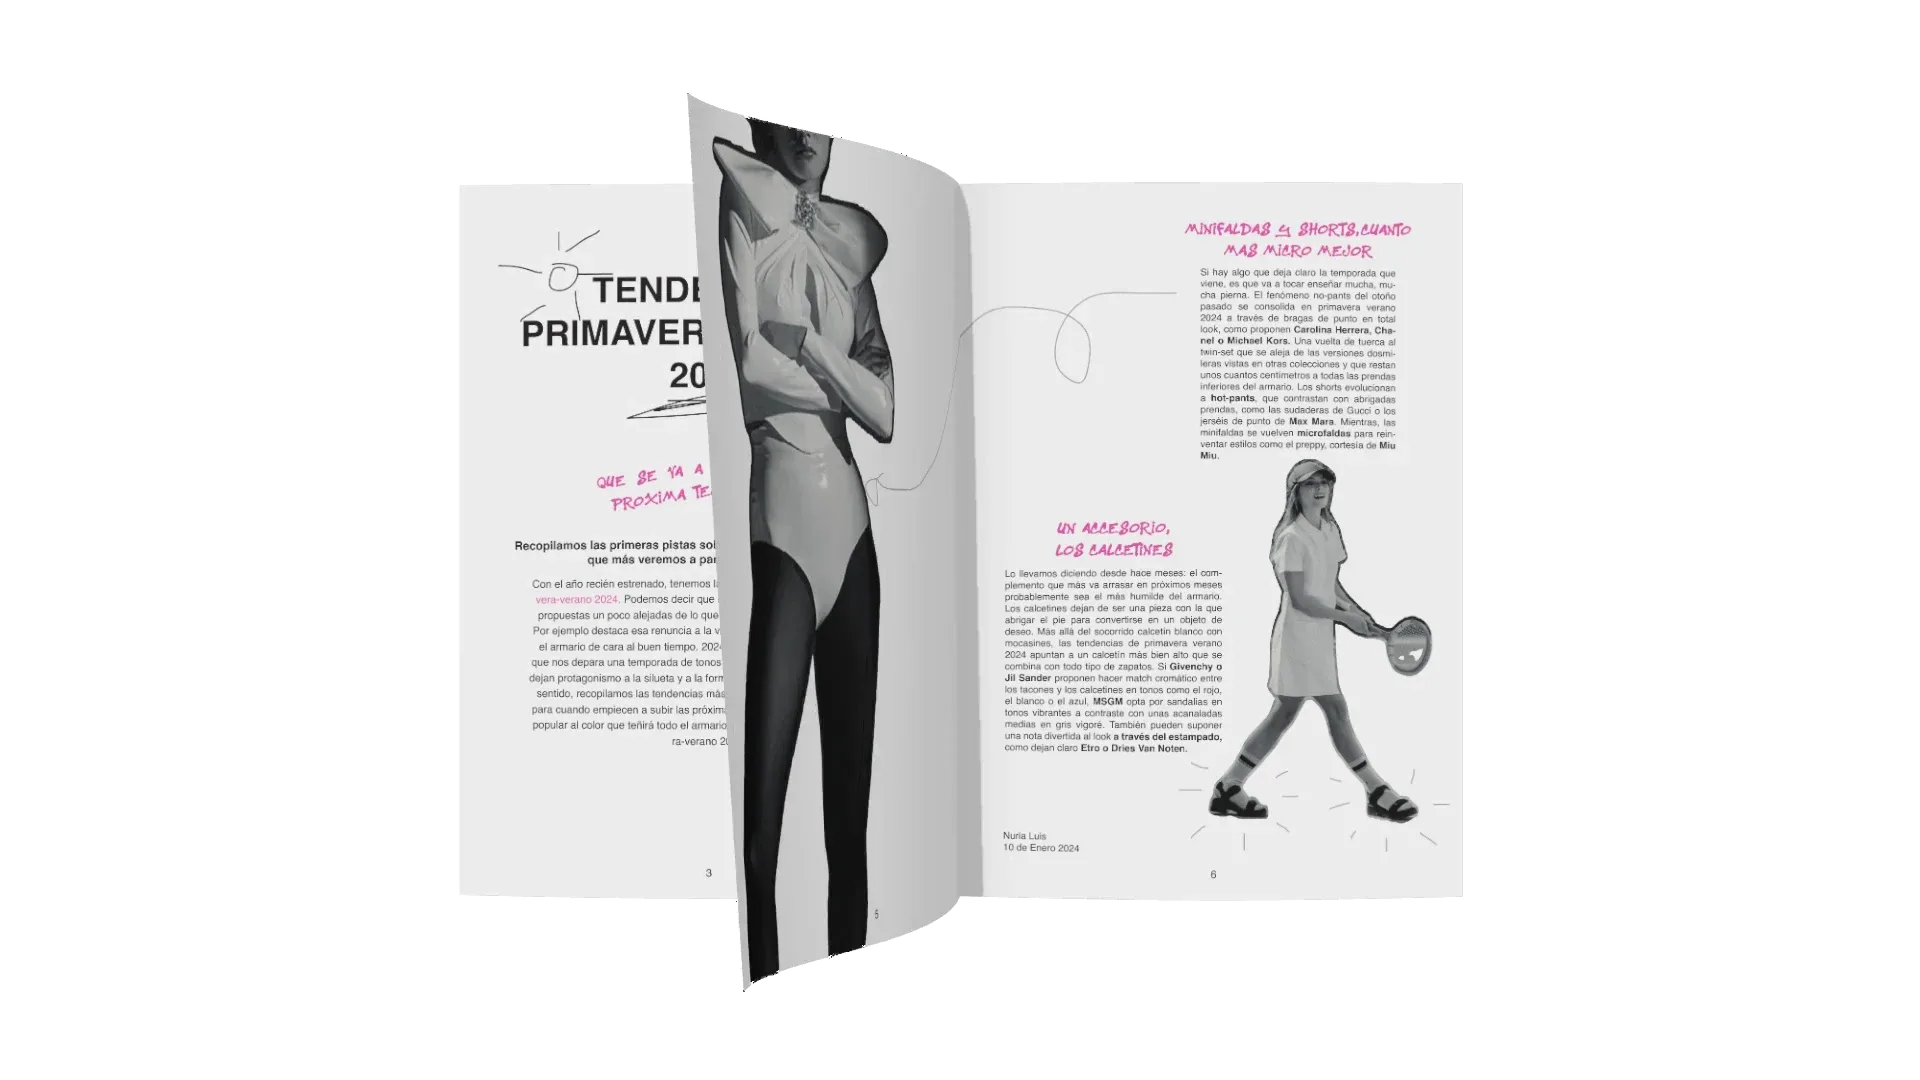 TENDE
PRIMAVER
20
QUE SE VA A
PROXIMA TE
Recopilamos las primeras pistas sol
que más veremos a par
Con el año recién estrenado, tenemos la
vera-verano 2024. Podemos decir que
propuestas un poco alejadas de lo que
Por ejemplo destaca esa renuncia a la v
el armario de cara al buen tiempo. 2024
que nos depara una temporada de tonos
dejan protagonismo a la silueta y a la form
sentido, recopilamos las tendencias más
para cuando empiecen a subir las próxima
popular al color que teñirá todo el armario
ra-verano 20
3
5
MINIFALDAS y SHORTS,CUANTO
MAS MICRO MEJOR
Si hay algo que deja claro la temporada que
viene, es que va a tocar enseñar mucha, mu-
cha pierna. El fenómeno no-pants del otoño
pasado se consolida en primavera verano
2024 a través de bragas de punto en total
look, como proponen Carolina Herrera, Cha-
nel o Michael Kors. Una vuelta de tuerca al
twin-set que se aleja de las versiones dosmi-
leras vistas en otras colecciones y que restan
unos cuantos centímetros a todas las prendas
inferiores del armario. Los shorts evolucionan
a hot-pants, que contrastan con abrigadas
prendas, como las sudaderas de Gucci o los
jerséis de punto de Max Mara. Mientras, las
minifaldas se vuelven microfaldas para rein-
ventar estilos como el preppy, cortesía de Miu
Miu.
UN ACCESORIO,
LOS CALCETINES
Lo llevamos diciendo desde hace meses: el com-
plemento que más va arrasar en próximos meses
probablemente sea el más humilde del armario.
Los calcetines dejan de ser una pieza con la que
abrigar el pie para convertirse en un objeto de
deseo. Más allá del socorrido calcetín blanco con
mocasines, las tendencias de primavera verano
2024 apuntan a un calcetín más bien alto que se
combina con todo tipo de zapatos. Si Givenchy o
Jil Sander proponen hacer match cromático entre
los tacones y los calcetines en tonos como el rojo,
el blanco o el azul, MSGM opta por sandalias en
tonos vibrantes a contraste con unas acanaladas
medias en gris vigoré. También pueden suponer
una nota divertida al look a través del estampado,
como dejan claro Etro o Dries Van Noten.
Nuria Luis
10 de Enero 2024
6